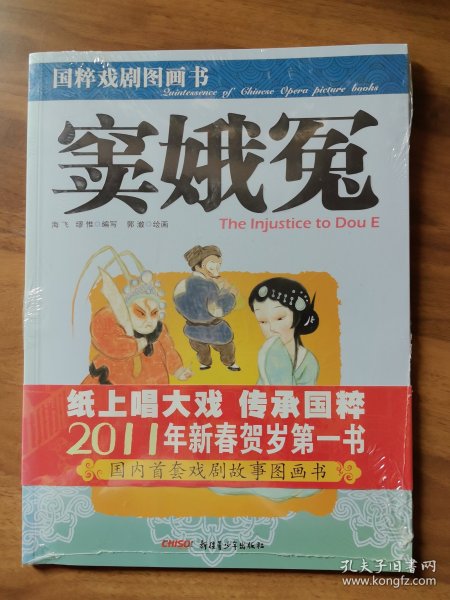 国粹戏剧图画书
Quintessence of Chinese Opera picture books
窦娥冤
The Injustice to Dou E
海飞 缪惟◎编写 郭澈◎绘画
纸上唱大戏 传承国粹
2011年新春贺岁第一书
国内首套戏剧故事图画书
CHISO! 新疆青少年出版社
孔夫子旧书网
www.kongfz.com